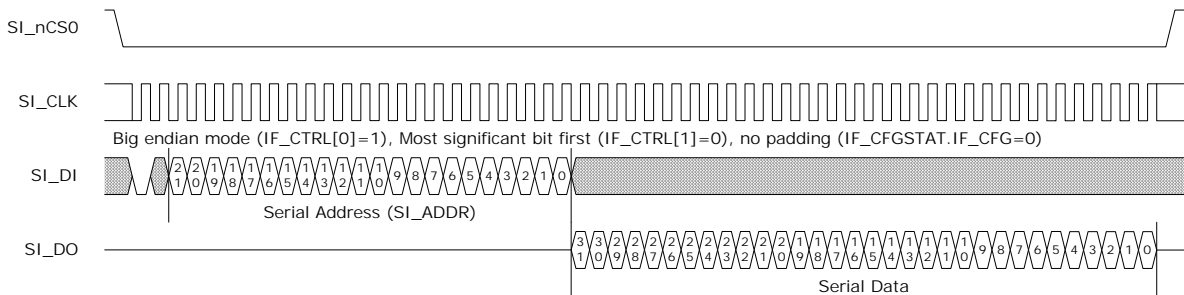 SI_nCS0
SI_CLK
Big endian mode (IF_CTRL[0]=1), Most significant bit first (IF_CTRL[1]=0), no padding (IF_CFGSTAT.IF_CFG=0)
SI_DI 21 20 19 18 17 16 15 14 13 12 11 10 9 8 7 6 5 4 3 2 1 0
Serial Address (SI_ADDR)
SI_DO 31 30 29 28 27 26 25 24 23 22 21 20 19 18 17 16 15 14 13 12 11 10 9 8 7 6 5 4 3 2 1 0
Serial Data